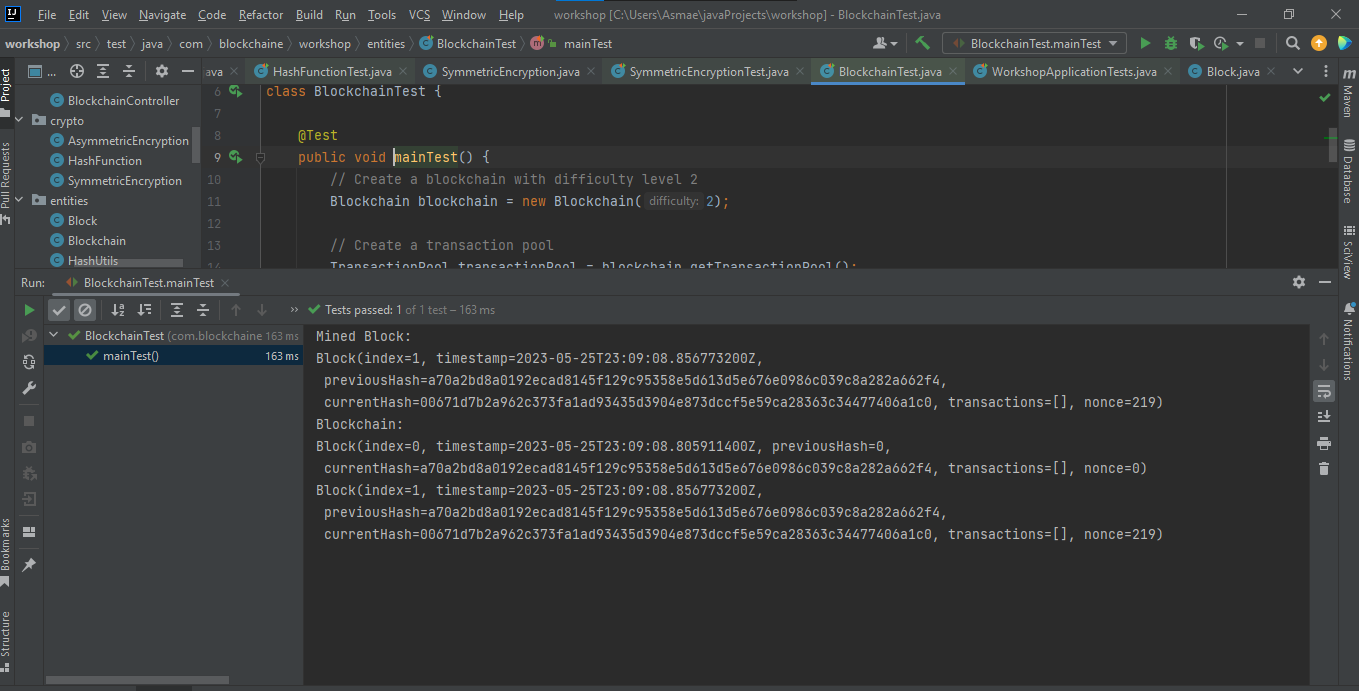 File Edit View Navigate Code Refactor Build Run Tools VCS Window Help workshop [C:\Users\Asmae\javaProjects\workshop] - BlockchainTest.java
workshop src test java com blockchaine workshop entities BlockchainTest mainTest BlockchainTest.mainTest
... ava HashFunctionTest.java SymmetricEncryption.java SymmetricEncryptionTest.java BlockchainTest.java WorkshopApplicationTests.java Block.java
Project
Pull Requests
BlockchainController
crypto
AsymmetricEncryption
HashFunction
SymmetricEncryption
entities
Block
Blockchain
HashUtils
6 class BlockchainTest {
7
8 @Test
9 public void mainTest() {
10 // Create a blockchain with difficulty level 2
11 Blockchain blockchain = new Blockchain( difficulty: 2);
12
13 // Create a transaction pool
14 TransactionPool transactionPool = blockchain.getTransactionPool();
Maven
Database
SciView
Notifications
Run: BlockchainTest.mainTest
Tests passed: 1 of 1 test – 163 ms
BlockchainTest (com.blockchaine 163 ms
mainTest() 163 ms
Mined Block:
Block(index=1, timestamp=2023-05-25T23:09:08.856773200Z,
previousHash=a70a2bd8a0192ecad8145f129c95358e5d613d5e676e0986c039c8a282a662f4,
currentHash=00671d7b2a962c373fa1ad93435d3904e873dccf5e59ca28363c34477406a1c0, transactions=[], nonce=219)
Blockchain:
Block(index=0, timestamp=2023-05-25T23:09:08.805911400Z, previousHash=0,
currentHash=a70a2bd8a0192ecad8145f129c95358e5d613d5e676e0986c039c8a282a662f4, transactions=[], nonce=0)
Block(index=1, timestamp=2023-05-25T23:09:08.856773200Z,
previousHash=a70a2bd8a0192ecad8145f129c95358e5d613d5e676e0986c039c8a282a662f4,
currentHash=00671d7b2a962c373fa1ad93435d3904e873dccf5e59ca28363c34477406a1c0, transactions=[], nonce=219)
Bookmarks
Structure